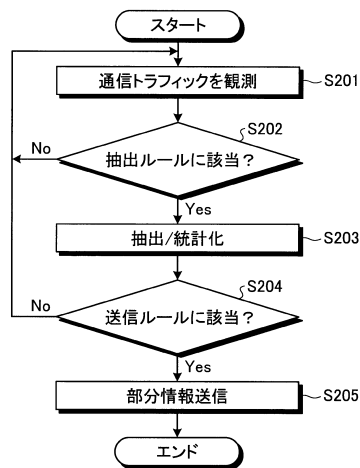 スタート
通信トラフィックを観測
S201
S202
No
抽出ルールに該当？
Yes
抽出/統計化
S203
S204
No
送信ルールに該当？
Yes
部分情報送信
S205
エンド